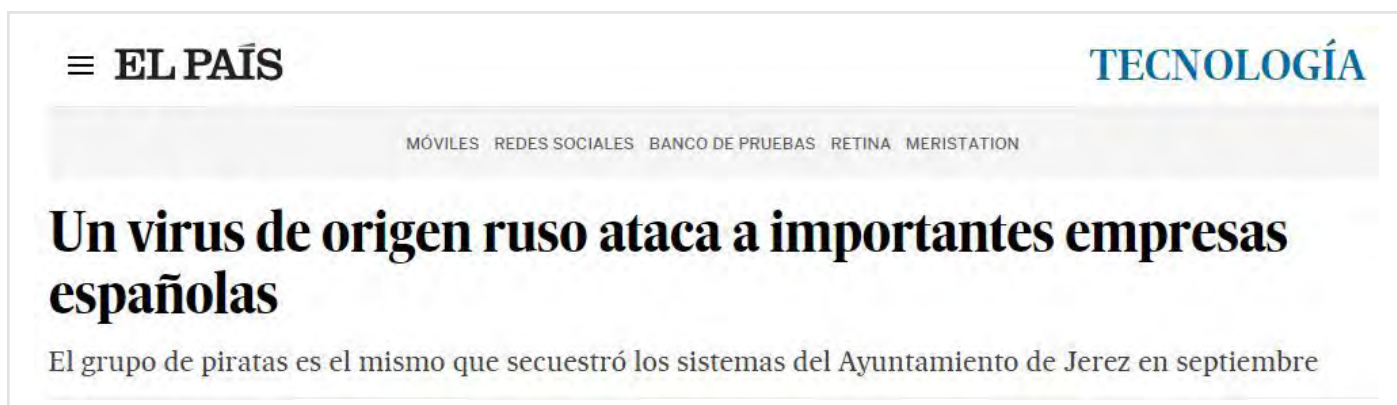 EL PAÍS
TECNOLOGÍA
MÓVILES REDES SOCIALES BANCO DE PRUEBAS RETINA MERISTATION
Un virus de origen ruso ataca a importantes empresas
españolas
El grupo de piratas es el mismo que secuestró los sistemas del Ayuntamiento de Jerez en septiembre